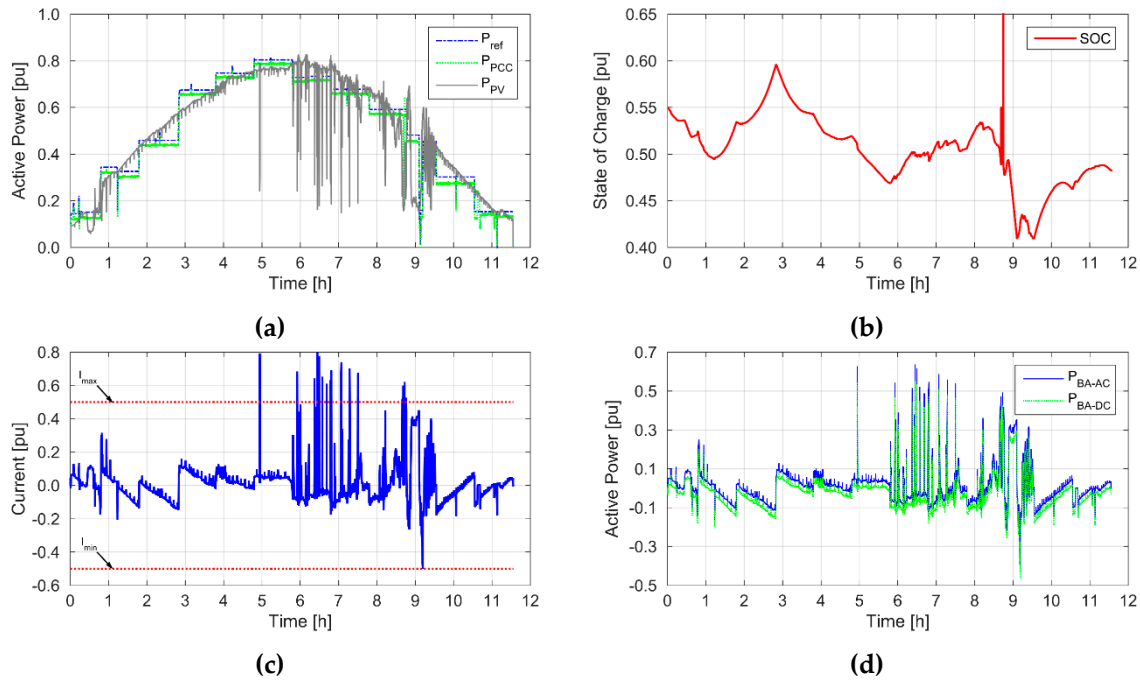 1.0
0.8
0.6
0.4
0.2
0.0
Active Power [pu]
P_ref
P_PCC
P_PV
0 1 2 3 4 5 6 7 8 9 10 11 12
Time [h]
(a)
0.65
0.60
0.55
0.50
0.45
0.40
State of Charge [pu]
SOC
0 1 2 3 4 5 6 7 8 9 10 11 12
Time [h]
(b)
0.8
0.6
0.4
0.2
0.0
-0.2
-0.4
-0.6
Current [pu]
I_max
I_min
0 1 2 3 4 5 6 7 8 9 10 11 12
Time [h]
(c)
0.7
0.5
0.3
0.1
-0.1
-0.3
-0.5
Active Power [pu]
P_BA-AC
P_BA-DC
0 1 2 3 4 5 6 7 8 9 10 11 12
Time [h]
(d)